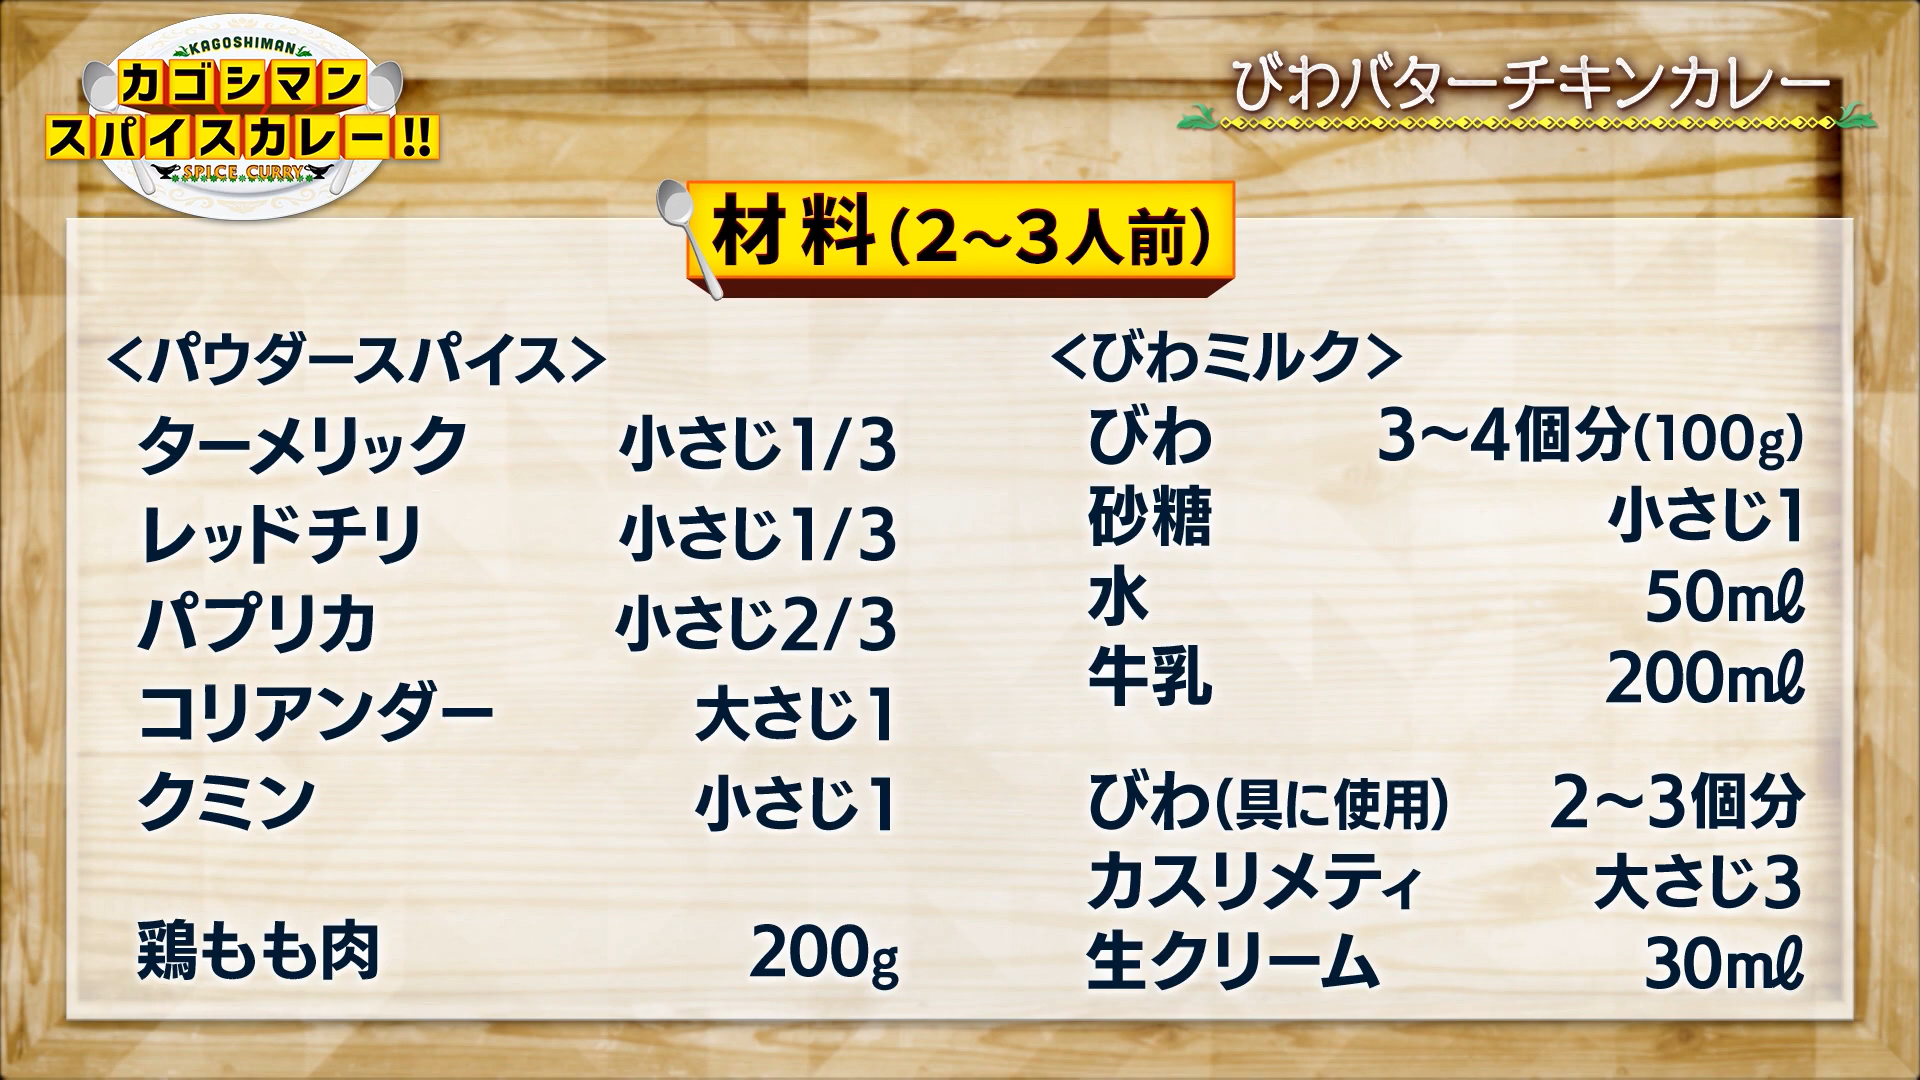 KAGOSHIMAN
カゴシマン
スパイスカレー!!
SPICE CURRY
びわバターチキンカレー
材料(2〜3人前)
<パウダースパイス>
ターメリック 小さじ1/3
レッドチリ 小さじ1/3
パプリカ 小さじ2/3
コリアンダー 大さじ1
クミン 小さじ1
鶏もも肉 200g
<びわミルク>
びわ 3〜4個分(100g)
砂糖 小さじ1
水 50mℓ
牛乳 200mℓ
びわ(具に使用) 2〜3個分
カスリメティ 大さじ3
生クリーム 30mℓ